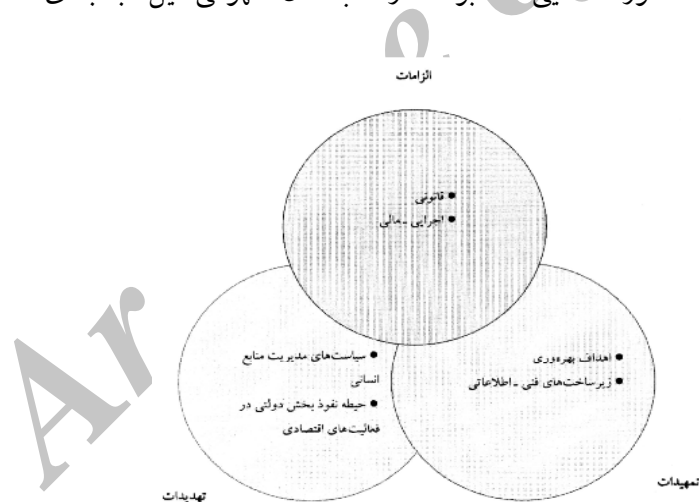 الزامات
● قانونی
● اجرایی ـ مالی
● سیاست‌های مدیریت منابع
انسانی
● حیطه نفوذ بخش دولتی در
فعالیت‌های اقتصادی
● اهداف بهره‌وری
● زیرساخت‌های فنی ـ اطلاعاتی
تمهیدات
تهدیدات